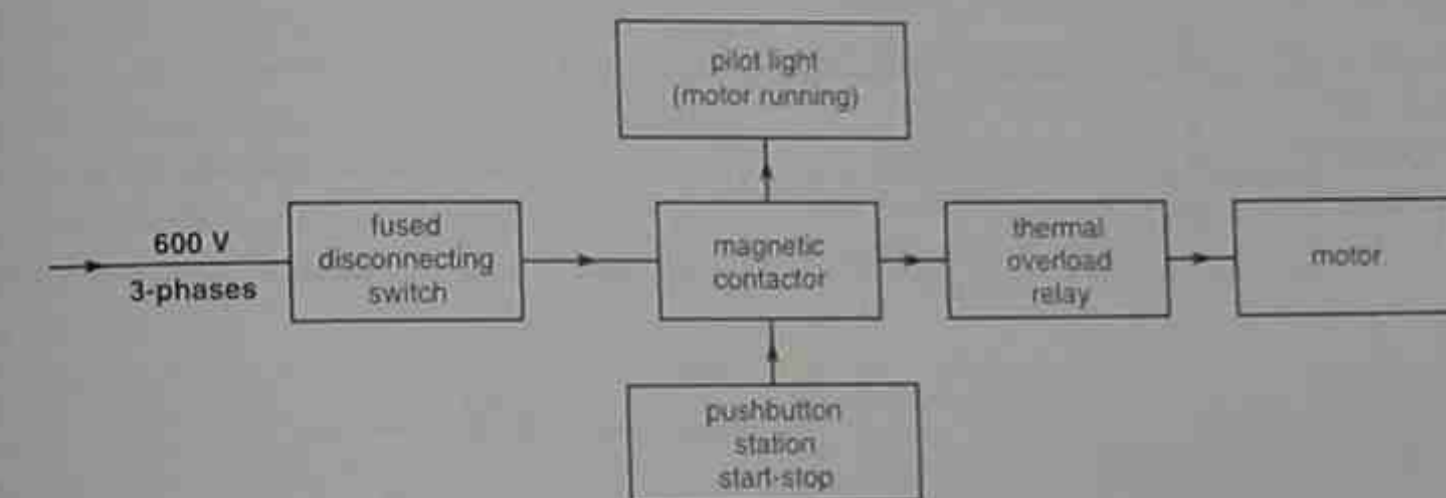 pilot light
(motor running)
600 V
3-phases
fused
disconnecting
switch
magnetic
contactor
thermal
overload
relay
motor
pushbutton
station
start-stop